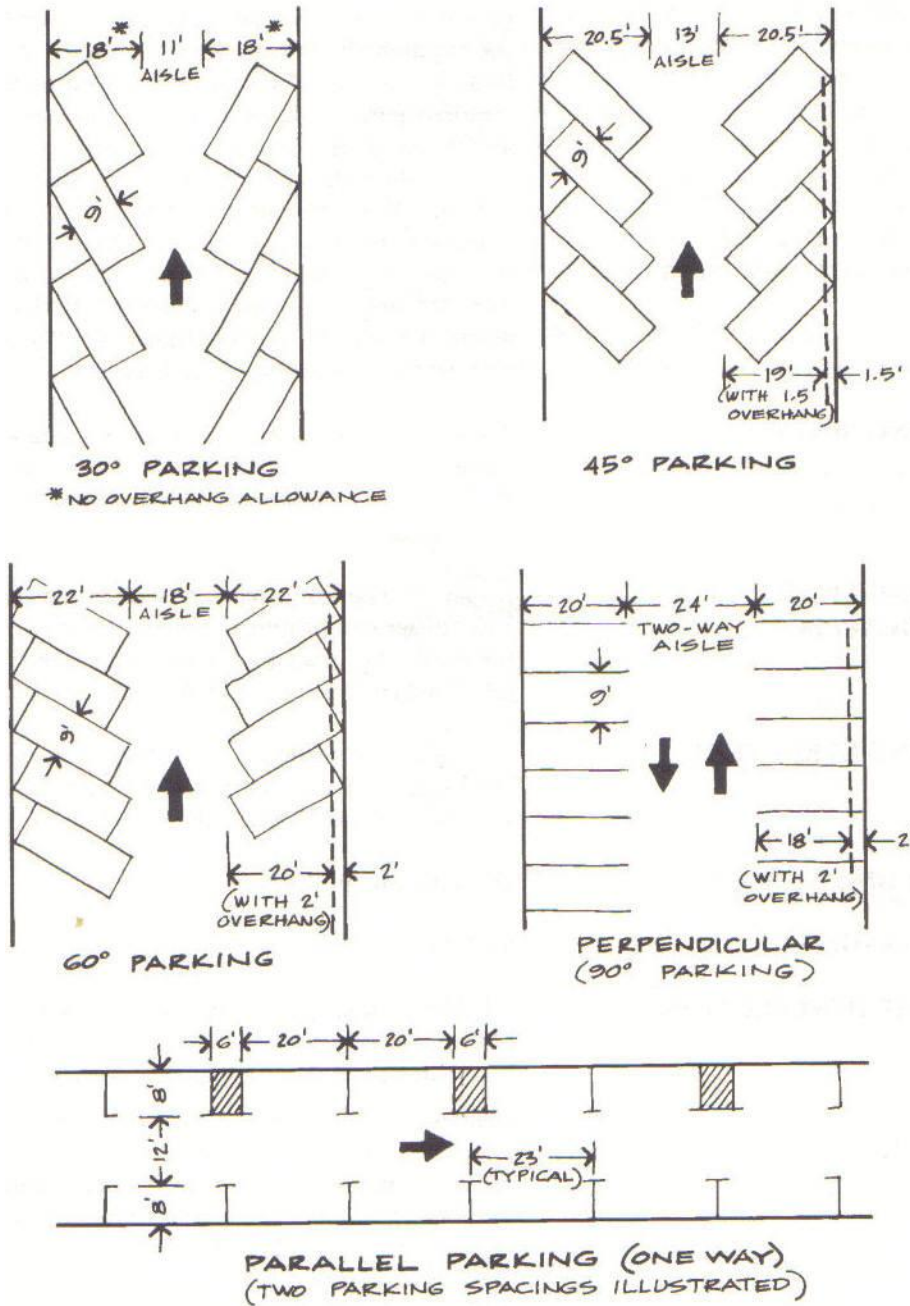 18'* 11' 18'*
AISLE
9'
30° PARKING
*NO OVERHANG ALLOWANCE
20.5' 13' 20.5'
AISLE
9'
19' 1.5'
(WITH 1.5'
OVERHANG)
45° PARKING
22' 18' 22'
AISLE
9'
20' 2'
(WITH 2'
OVERHANG)
60° PARKING
20' 24' 20'
TWO-WAY
AISLE
9'
18' 2
(WITH 2'
OVERHANG)
PERPENDICULAR
(90° PARKING)
6' 20' 20' 6'
8'
12'
23'
(TYPICAL)
8'
PARALLEL PARKING (ONE WAY)
(TWO PARKING SPACINGS ILLUSTRATED)